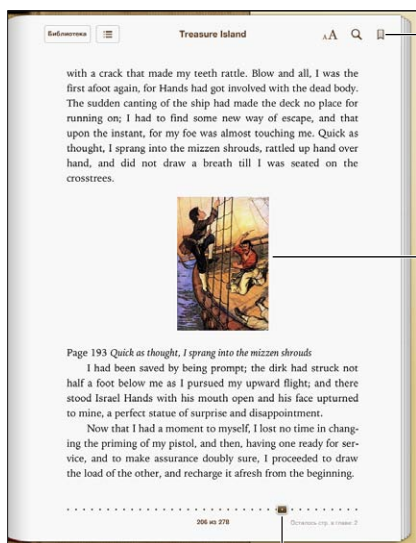 Библиотека
Treasure Island
AA
with a crack that made my teeth rattle. Blow and all, I was the
first afoot again, for Hands had got involved with the dead body.
The sudden canting of the ship had made the deck no place for
running on; I had to find some new way of escape, and that
upon the instant, for my foe was almost touching me. Quick as
thought, I sprang into the mizzen shrouds, rattled up hand over
hand, and did not draw a breath till I was seated on the
crosstrees.
Page 193 Quick as thought, I sprang into the mizzen shrouds
I had been saved by being prompt; the dirk had struck not
half a foot below me as I pursued my upward flight; and there
stood Israel Hands with his mouth open and his face upturned
to mine, a perfect statue of surprise and disappointment.
Now that I had a moment to myself, I lost no time in chang-
ing the priming of my pistol, and then, having one ready for ser-
vice, and to make assurance doubly sure, I proceeded to draw
the load of the other, and recharge it afresh from the beginning.
206 из 278
Осталось стр. в главе: 2